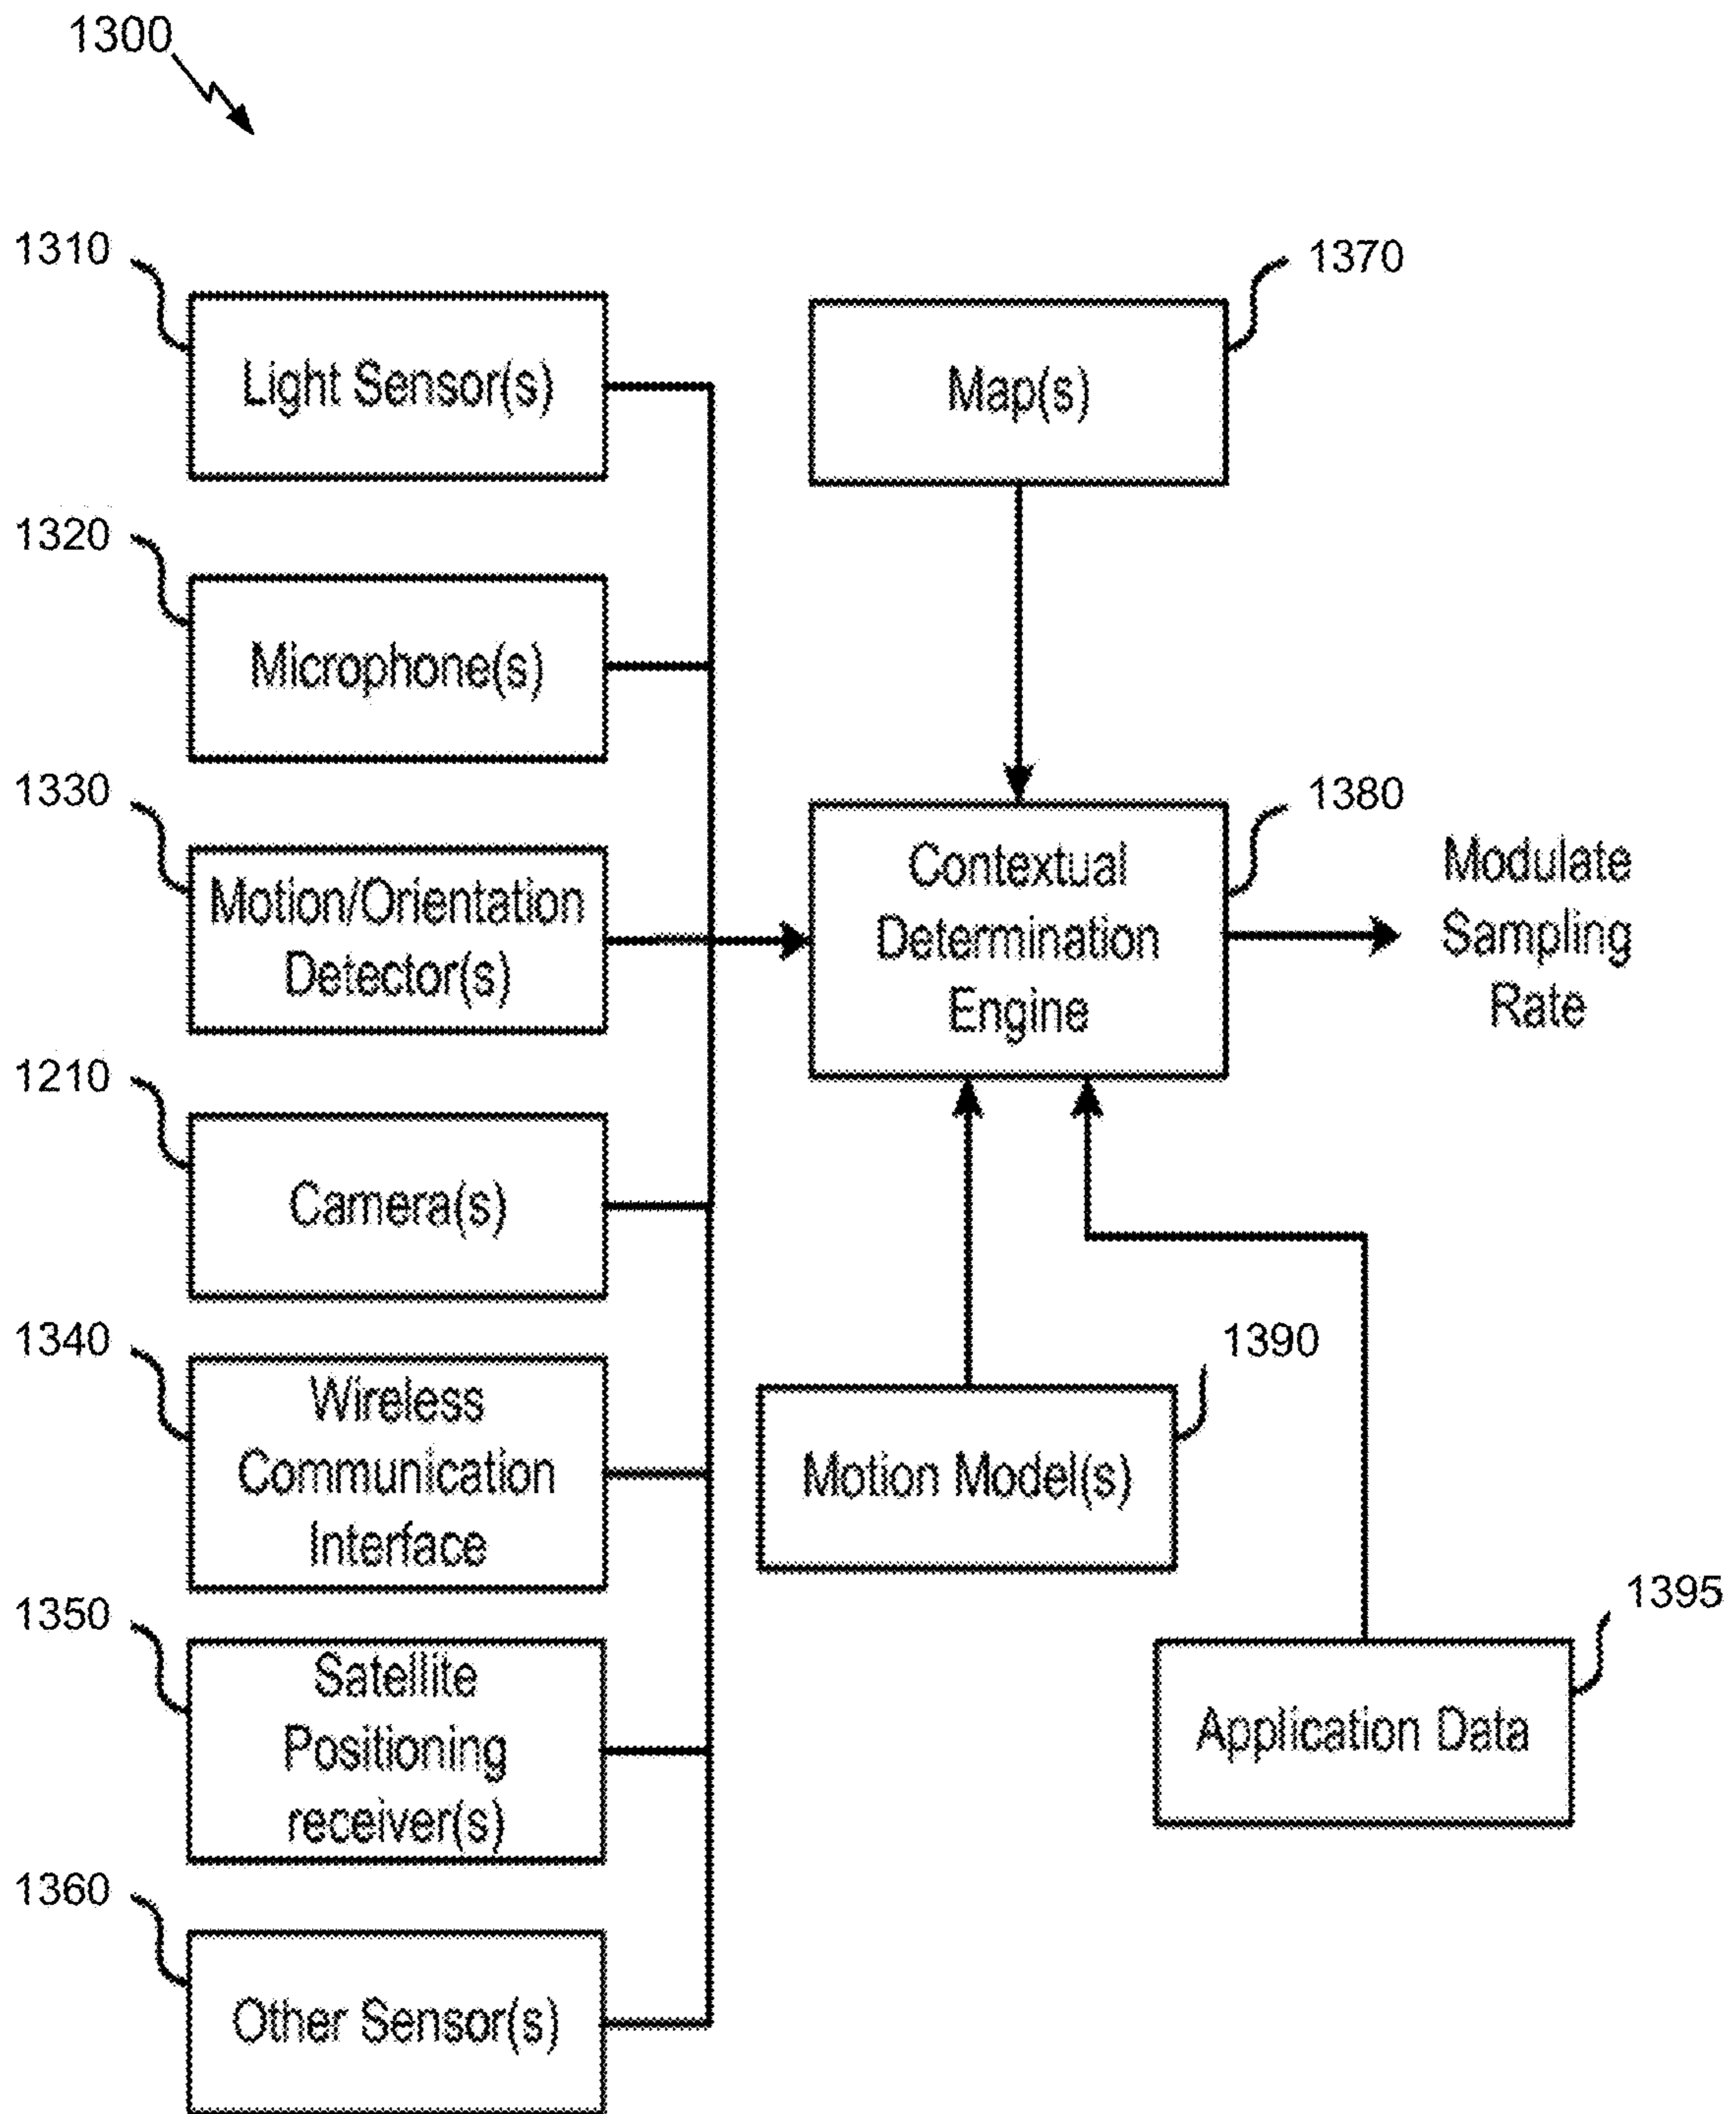 1300
1310
Light Sensor(s)
1370
Map(s)
1320
Microphone(s)
1330
Motion/Orientation
Detector(s)
1380
Contextual
Determination
Engine
Modulate
Sampling
Rate
1210
Camera(s)
1340
Wireless
Communication
Interface
1390
Motion Model(s)
1350
Satellite
Positioning
receiver(s)
1395
Application Data
1360
Other Sensor(s)